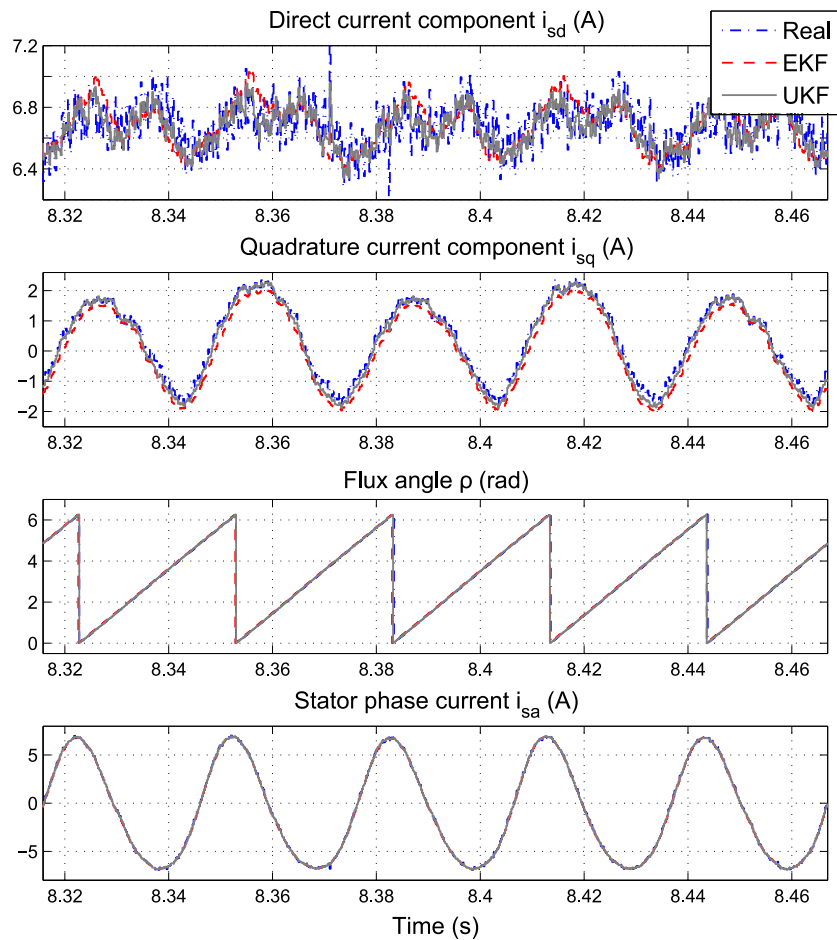 Direct current component i_sd (A)
Real
EKF
UKF
7.2
6.8
6.4
8.32 8.34 8.36 8.38 8.4 8.42 8.44 8.46
Quadrature current component i_sq (A)
2
1
0
−1
−2
8.32 8.34 8.36 8.38 8.4 8.42 8.44 8.46
Flux angle ρ (rad)
6
4
2
0
8.32 8.34 8.36 8.38 8.4 8.42 8.44 8.46
Stator phase current i_sa (A)
5
0
−5
8.32 8.34 8.36 8.38 8.4 8.42 8.44 8.46
Time (s)